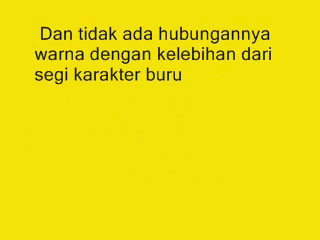 Dan tidak ada hubungannya
warna dengan kelebihan dari
segi karakter buru